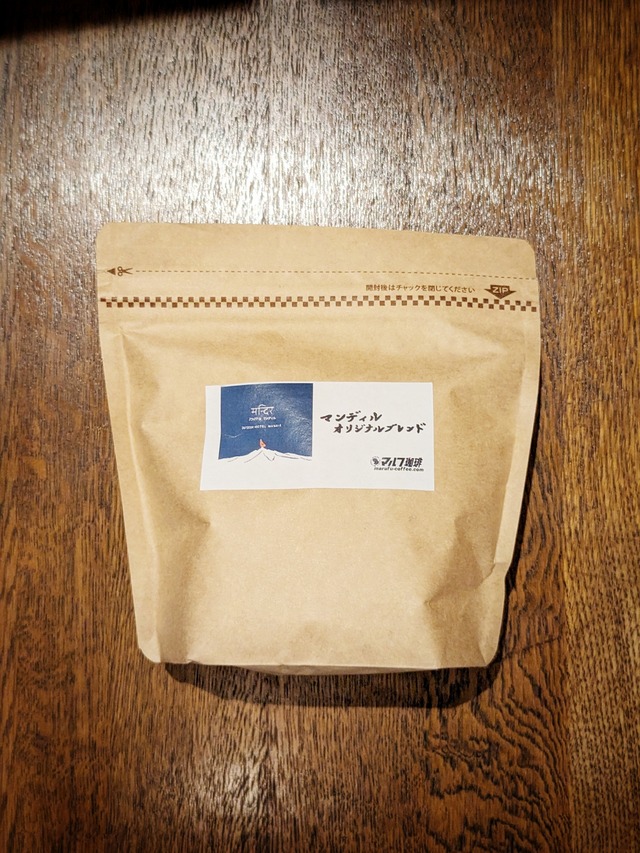 開封後はチャックを閉じてください
ZIP
मन्दिर
マンディル
オリジナルブレンド
マルフ珈琲
marufu-coffee.com